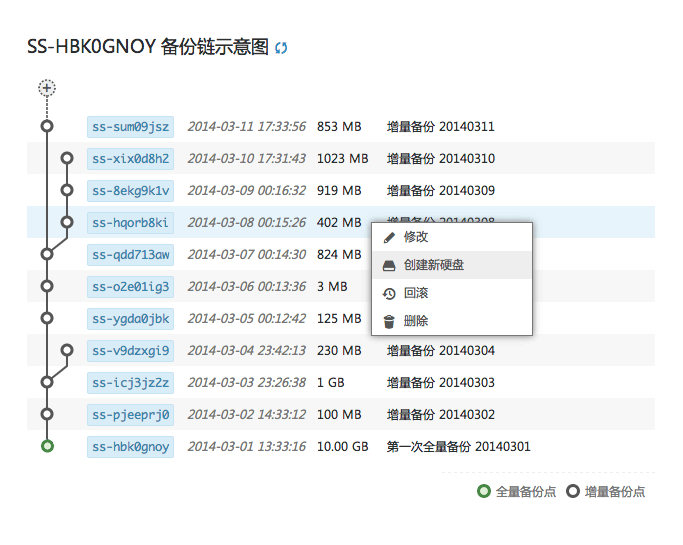 SS-HBK0GNOY 备份链示意图
ss-sum09jsz 2014-03-11 17:33:56 853 MB 增量备份 20140311
ss-xix0d8h2 2014-03-10 17:31:43 1023 MB 增量备份 20140310
ss-8ekg9k1v 2014-03-09 00:16:32 919 MB 增量备份 20140309
ss-hqorb8ki 2014-03-08 00:15:26 402 MB 增量备份 20140308
修改
ss-qdd713aw 2014-03-07 00:14:30 824 MB
创建新硬盘
ss-o2e01ig3 2014-03-06 00:13:36 3 MB
回滚
ss-ygda0jbk 2014-03-05 00:12:42 125 MB
删除
ss-v9dzxgi9 2014-03-04 23:42:13 230 MB 增量备份 20140304
ss-icj3jz2z 2014-03-03 23:26:38 1 GB 增量备份 20140303
ss-pjeeprj0 2014-03-02 14:33:12 100 MB 增量备份 20140302
ss-hbk0gnoy 2014-03-01 13:33:16 10.00 GB 第一次全量备份 20140301
全量备份点 增量备份点